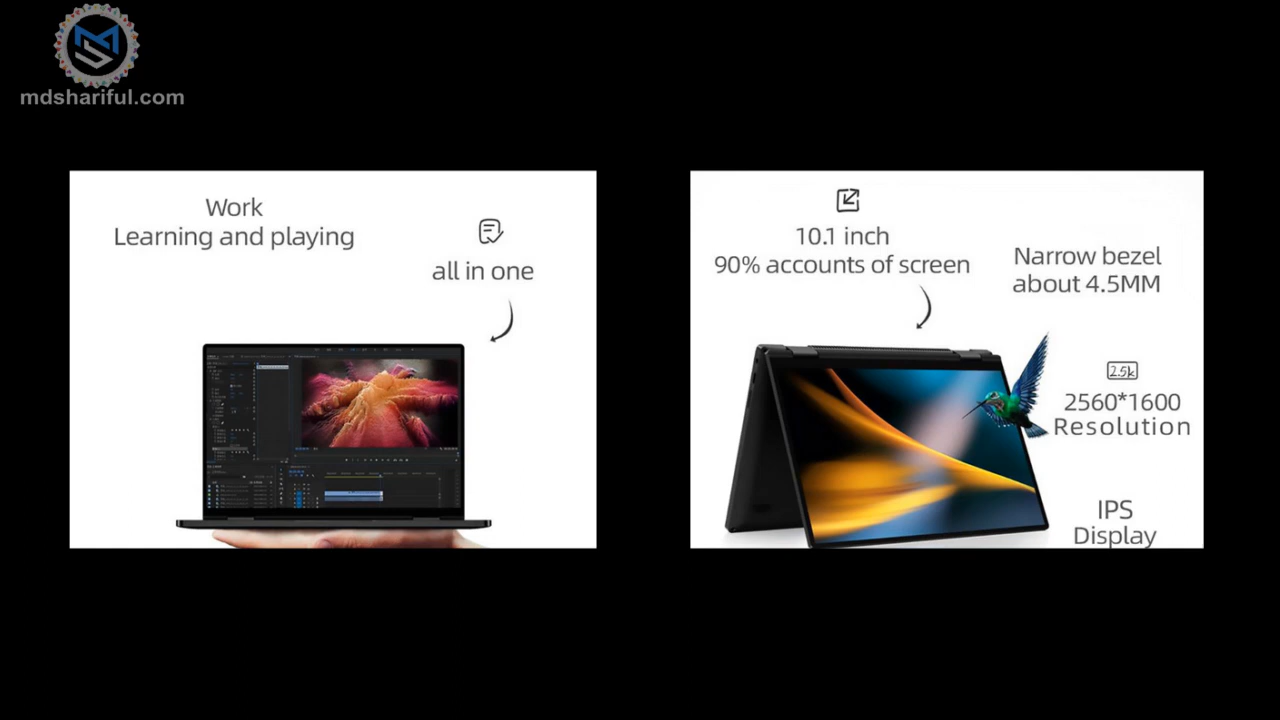 mdshariful.com
Work
Learning and playing
all in one
10.1 inch
90% accounts of screen
Narrow bezel
about 4.5MM
2.5k
2560*1600
Resolution
IPS
Display